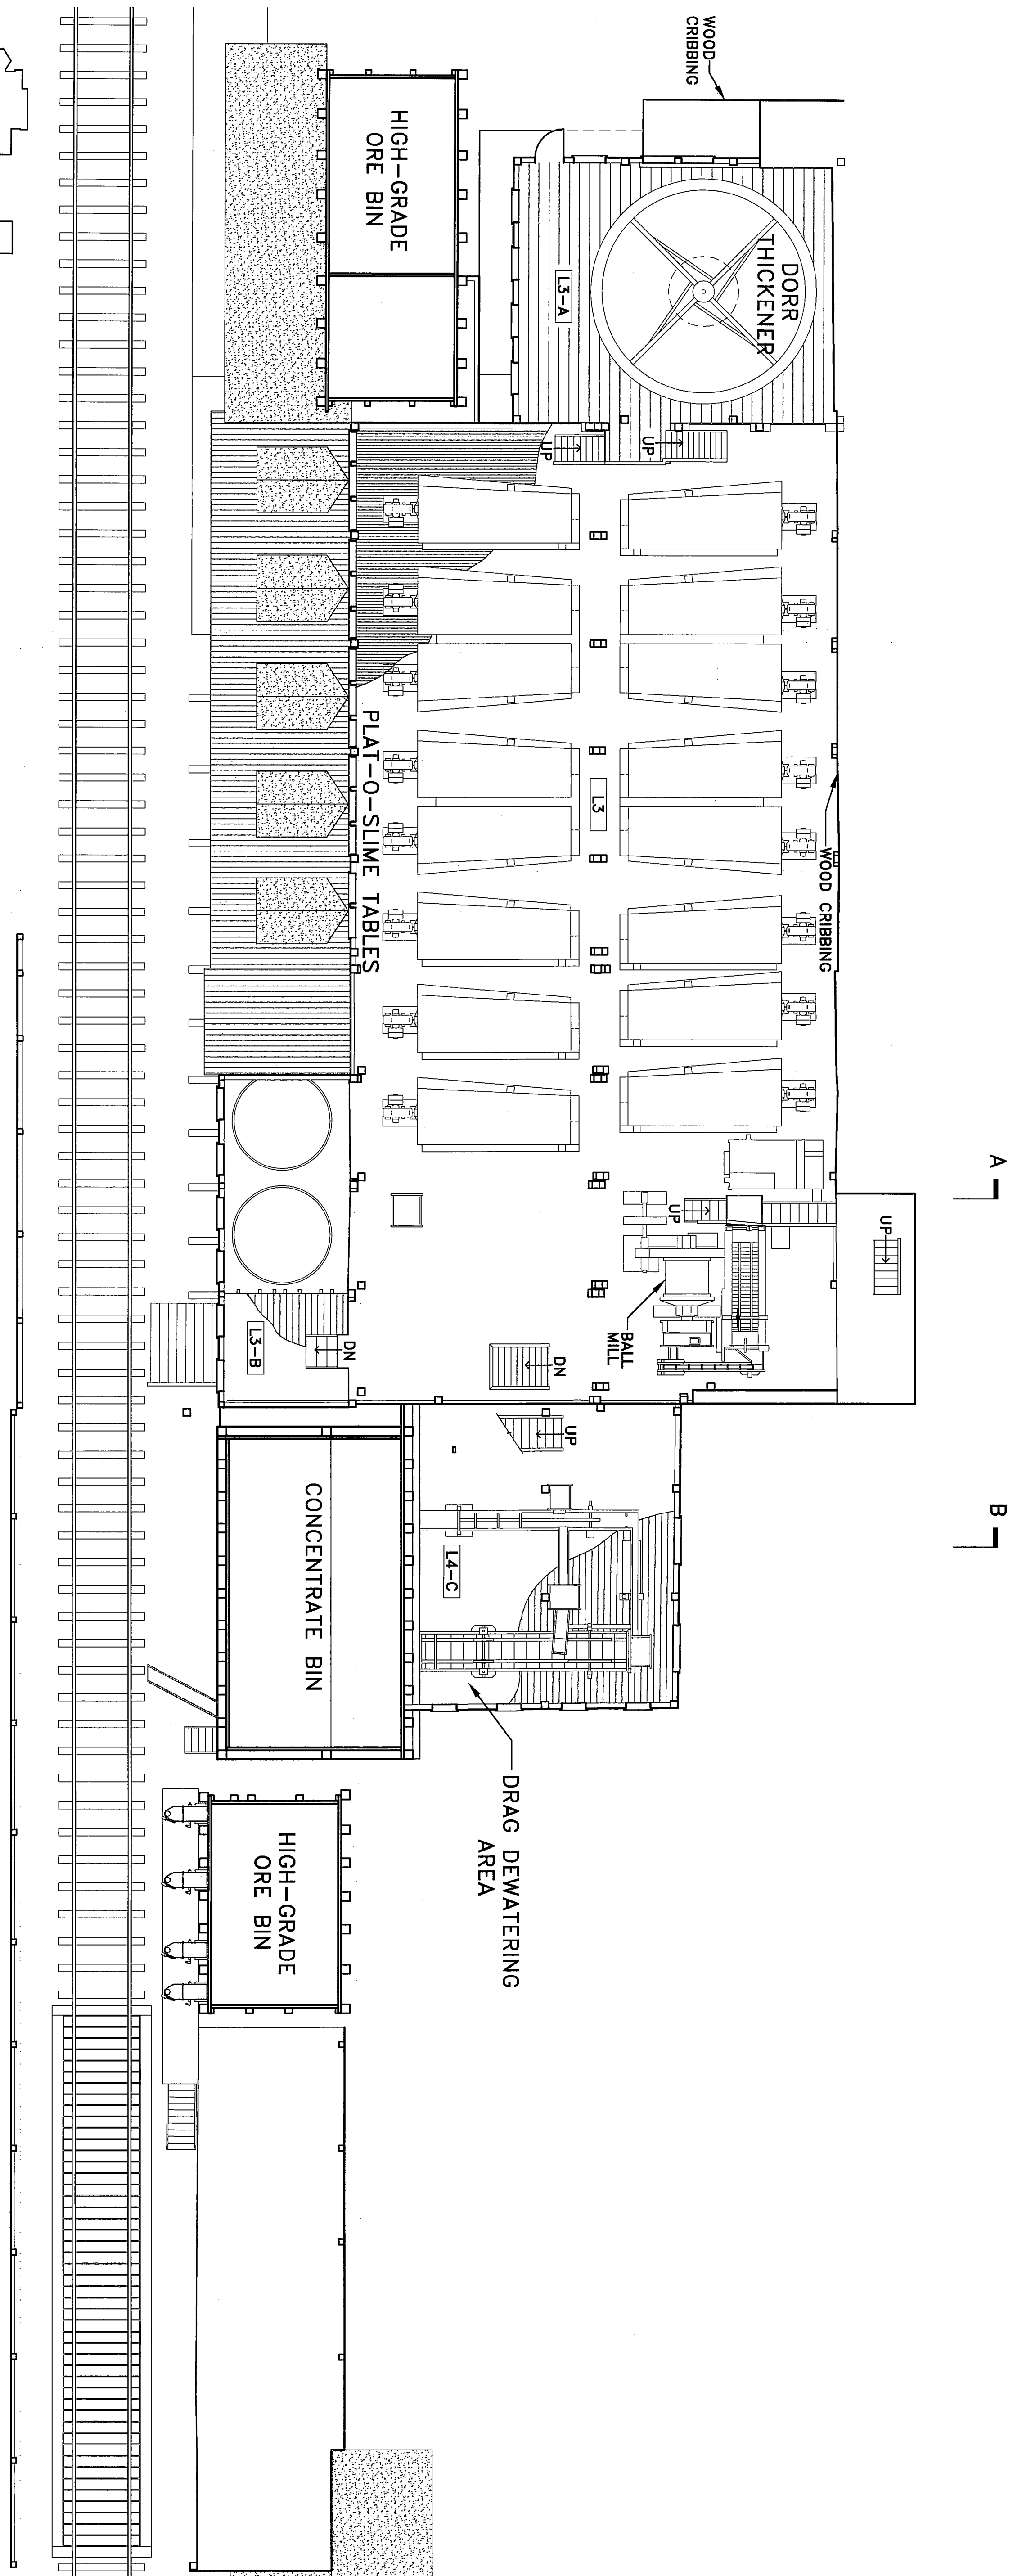 WOOD
CRIBBING
HIGH-GRADE
ORE BIN
DORR
THICKENER
L3-A
UP
UP
PLAT-O-SLIME TABLES
L3
WOOD CRIBBING
A
UP
UP
BALL
MILL
L3-B
DN
DN
UP
B
CONCENTRATE BIN
L4-C
DRAG DEWATERING
AREA
HIGH-GRADE
ORE BIN